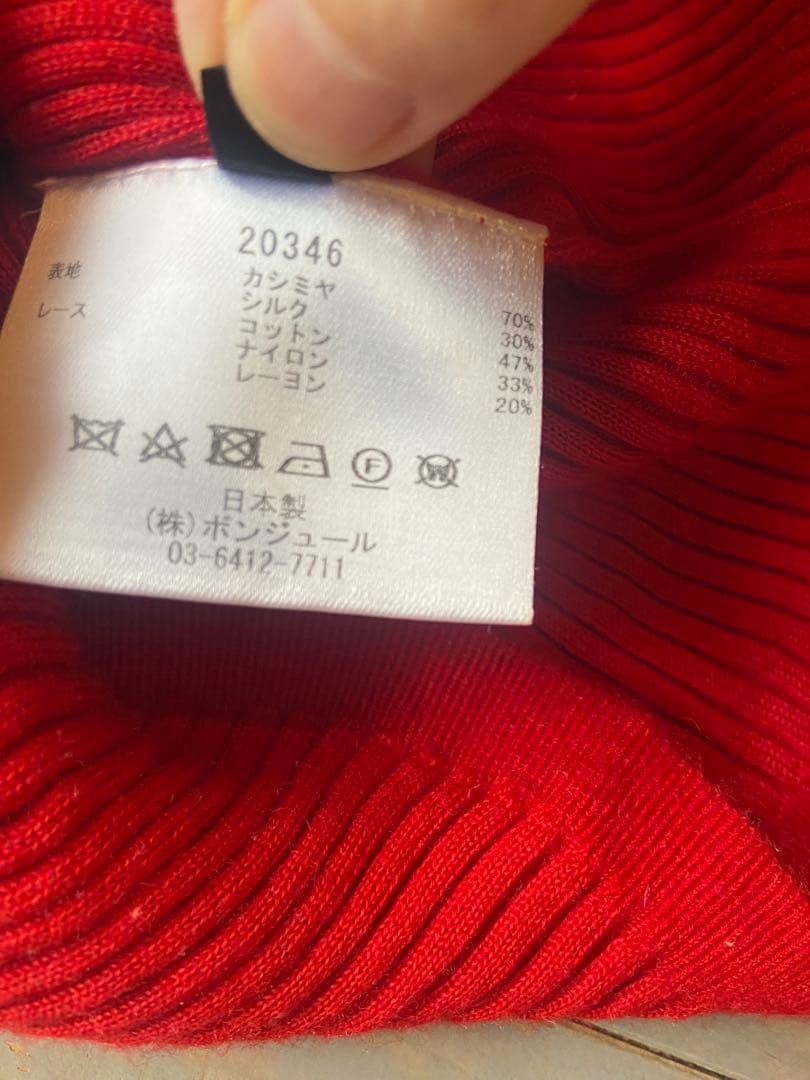 20346
表地 カシミヤ 70%
シルク 30%
レース コットン 47%
ナイロン 33%
レーヨン 20%
F W
日本製
(株)ボンジュール
03-6412-7711